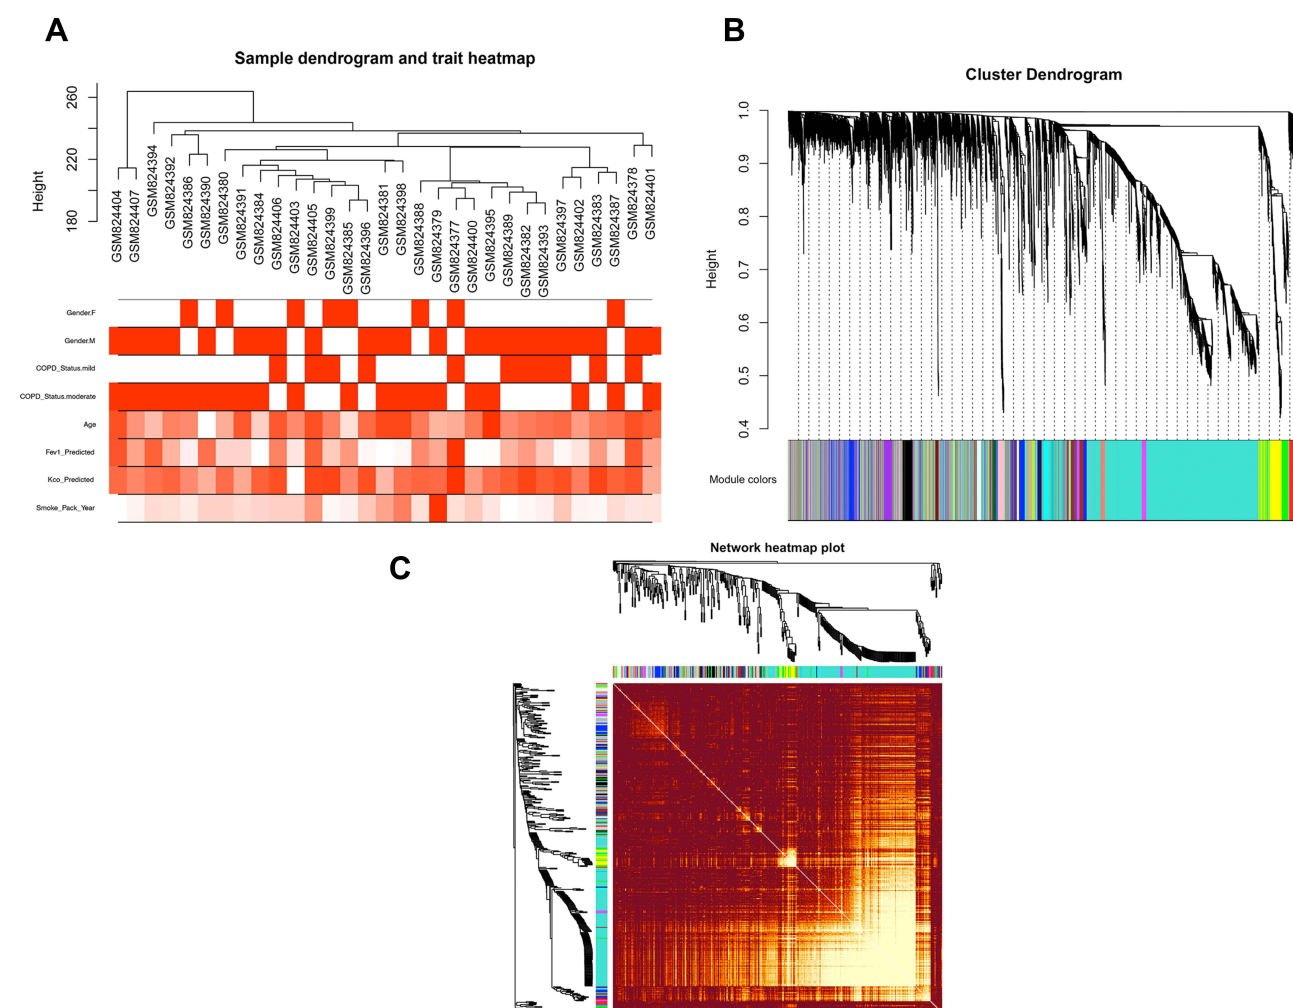 A
Sample dendrogram and trait heatmap
Height
260
220
180
GSM824404
GSM824407
GSM824394
GSM824392
GSM824386
GSM824390
GSM824380
GSM824391
GSM824384
GSM824406
GSM824403
GSM824405
GSM824399
GSM824385
GSM824396
GSM824381
GSM824398
GSM824388
GSM824379
GSM824377
GSM824400
GSM824395
GSM824389
GSM824382
GSM824393
GSM824397
GSM824402
GSM824383
GSM824387
GSM824378
GSM824401
Gender.F
Gender.M
COPD_Status.mild
COPD_Status.moderate
Age
Fev1_Predicted
Kco_Predicted
Smoke_Pack_Year
B
Cluster Dendrogram
Height
1.0
0.9
0.8
0.7
0.6
0.5
0.4
Module colors
C
Network heatmap plot